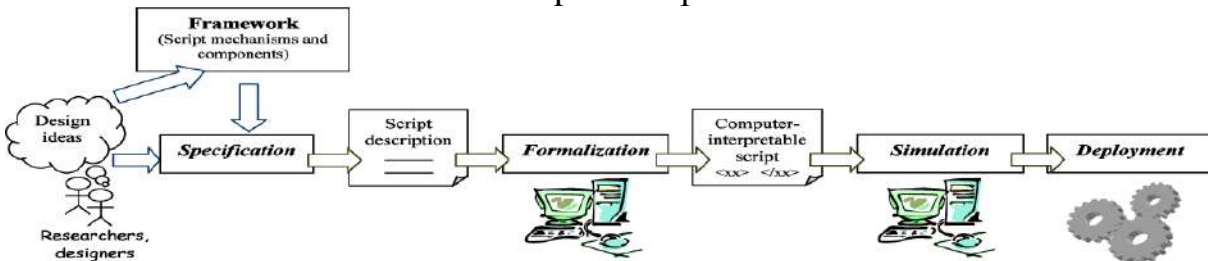 Framework
(Script mechanisms and
components)
Design
ideas
Researchers,
designers
Specification
Script
description
Formalization
Computer-
interpretable
script
<xx> </xx>
Simulation
Deployment